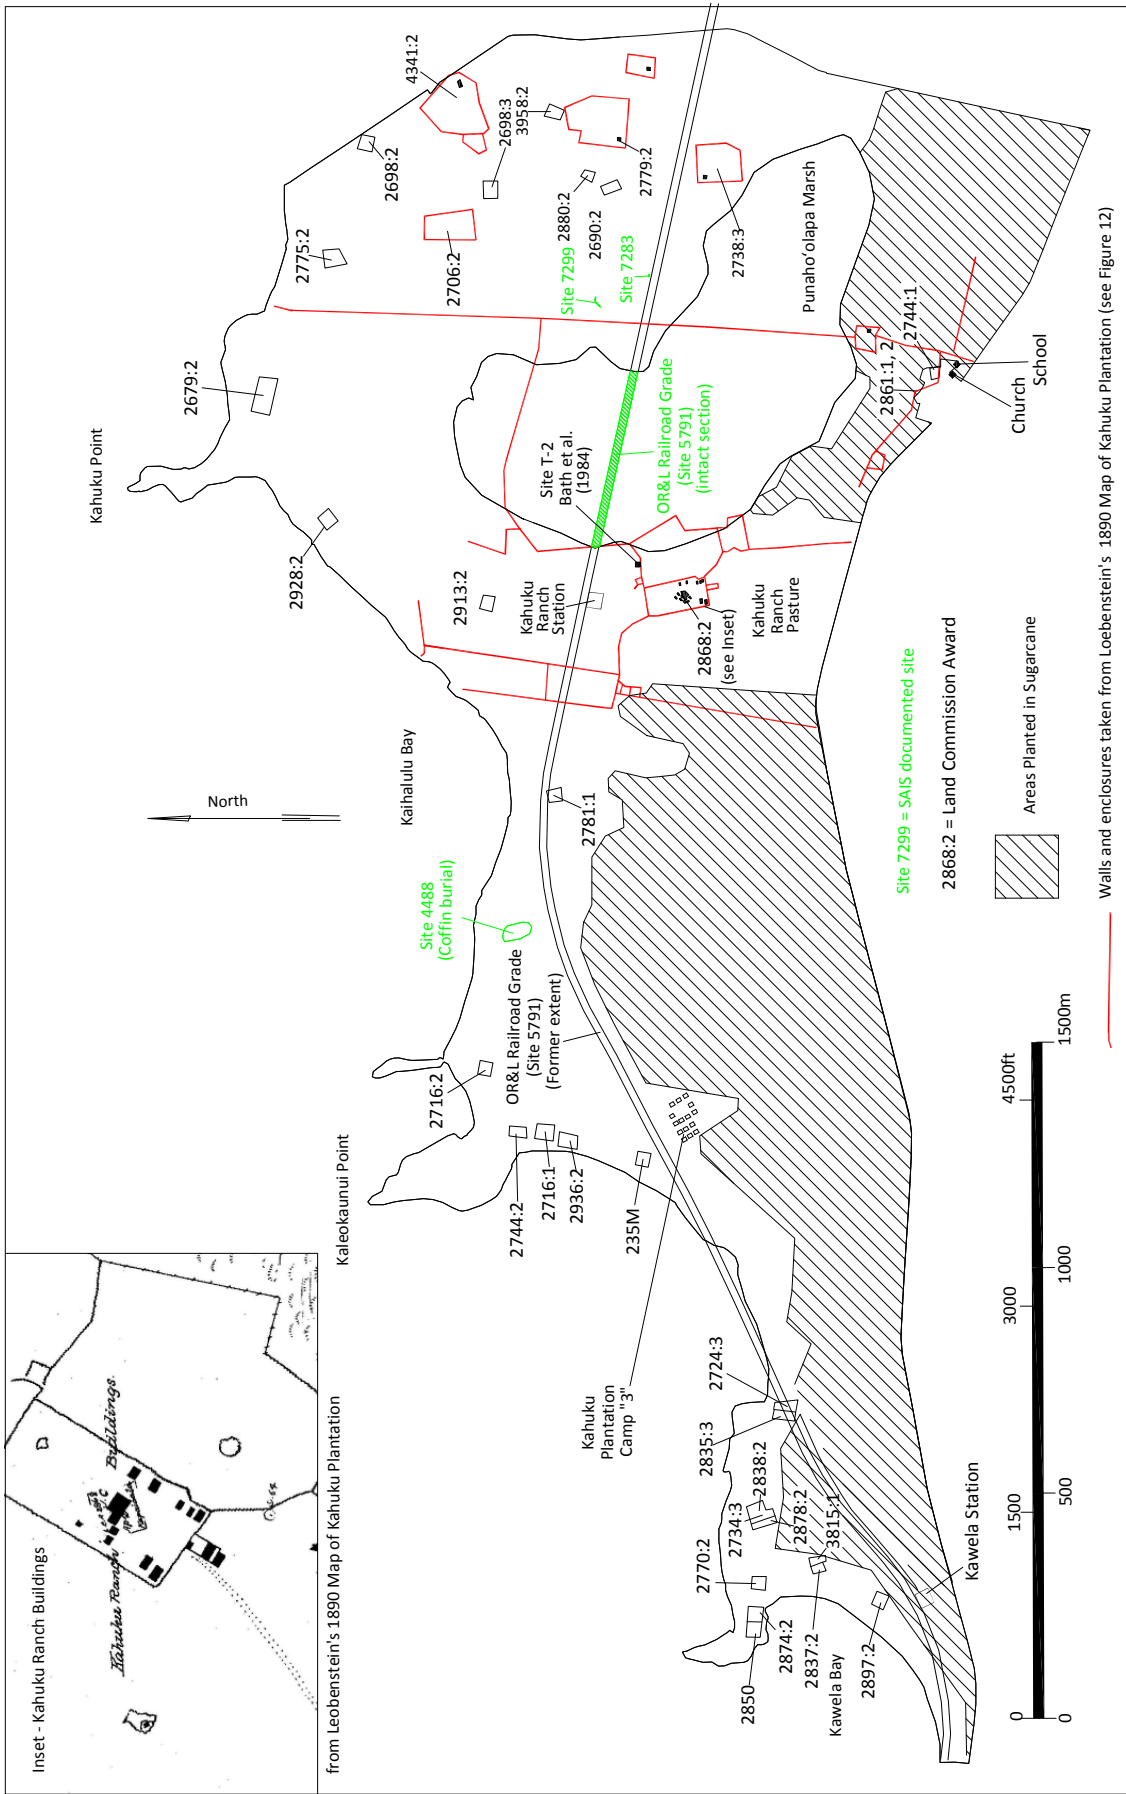 Inset - Kahuku Ranch Buildings
Kahuku Ranch
Buildings.
from Leobenstein's 1890 Map of Kahuku Plantation
Kahuku Point
Kaihalulu Bay
Kaleokaunui Point
North
2679:2
2775:2
2698:2
4341:2
2928:2
2706:2
2698:3
3958:2
2913:2
2880:2
2690:2
2779:2
Site 7299
Site 7283
2738:3
Punaho‘olapa Marsh
Site T-2
Bath et al.
(1984)
OR&L Railroad Grade
(Site 5791)
(intact section)
Kahuku
Ranch
Station
2868:2
(see Inset)
Kahuku
Ranch
Pasture
2861:1, 2
2744:1
Church
School
2781:1
Site 4488
(Coffin burial)
OR&L Railroad Grade
(Site 5791)
(Former extent)
2716:2
2744:2
2716:1
2936:2
235M
Kahuku
Plantation
Camp "3"
2724:3
2835:3
2838:2
2734:3
2878:2
3815:1
2770:2
2850
2874:2
2837:2
Kawela Bay
2897:2
Kawela Station
Site 7299 = SAIS documented site
2868:2 = Land Commission Award
Areas Planted in Sugarcane
Walls and enclosures taken from Loebenstein's 1890 Map of Kahuku Plantation (see Figure 12)
0 1500 3000 4500ft
0 500 1000 1500m